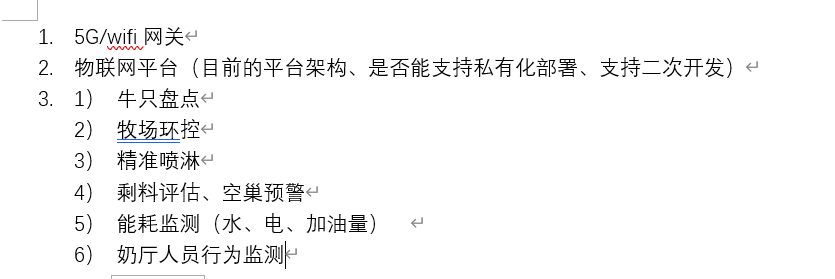 1. 5G/wifi 网关
2. 物联网平台（目前的平台架构、是否能支持私有化部署、支持二次开发）
3. 1） 牛只盘点
2） 牧场环控
3） 精准喷淋
4） 剩料评估、空巢预警
5） 能耗监测（水、电、加油量）
6） 奶厅人员行为监测